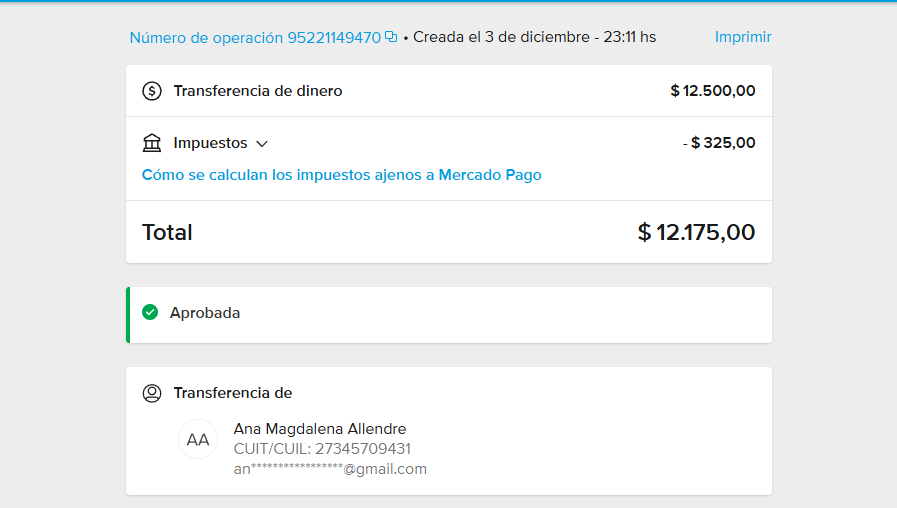 Número de operación 95221149470 • Creada el 3 de diciembre - 23:11 hs Imprimir
Transferencia de dinero $ 12.500,00
Impuestos - $ 325,00
Cómo se calculan los impuestos ajenos a Mercado Pago
Total $ 12.175,00
Aprobada
Transferencia de
AA Ana Magdalena Allendre
CUIT/CUIL: 27345709431
an*****************@gmail.com